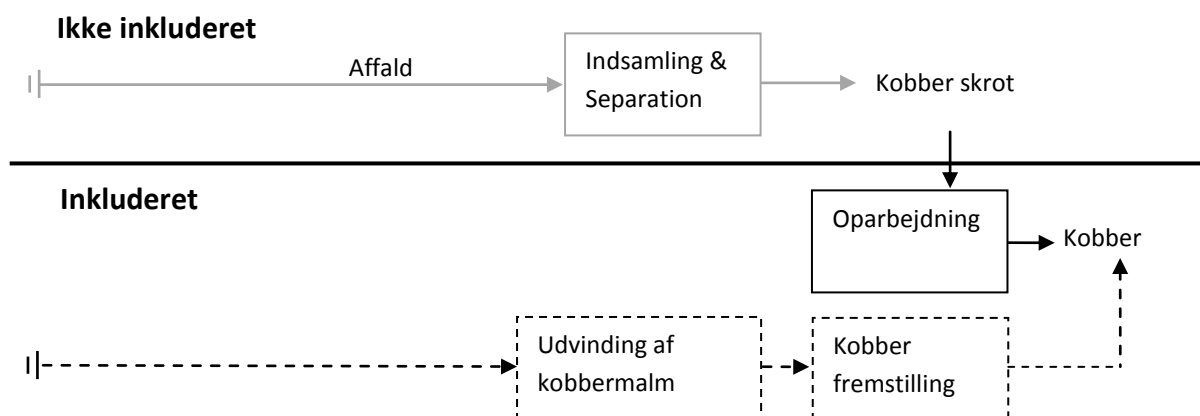 Ikke inkluderet
Affald
Indsamling &
Separation
Kobber skrot
Inkluderet
Oparbejdning
Kobber
Udvinding af
kobbermalm
Kobber
fremstilling